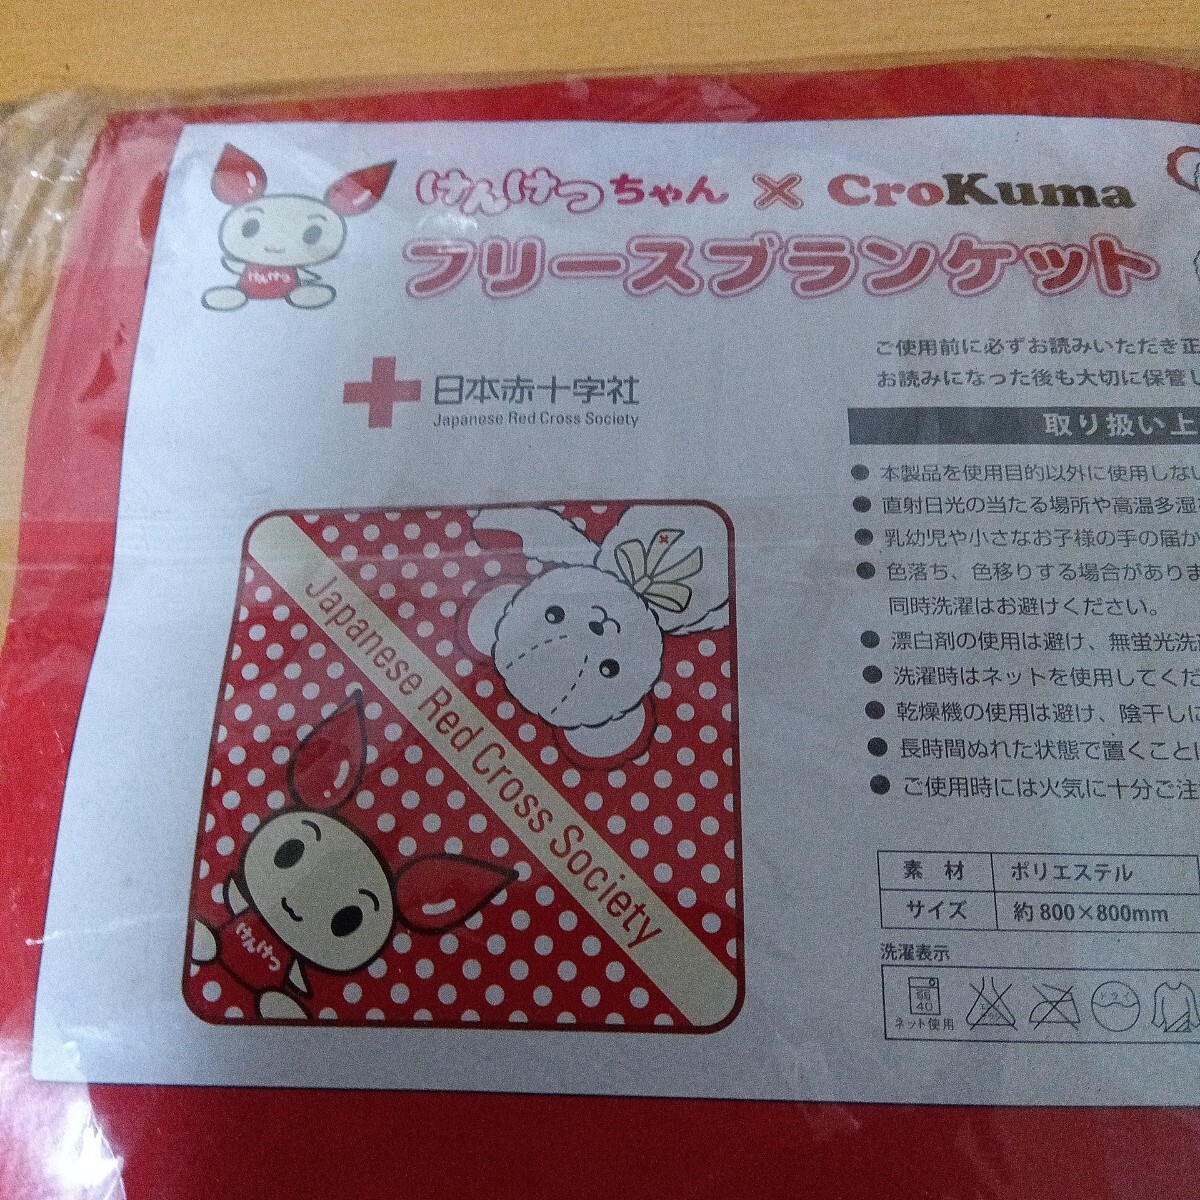 けんけつちゃん × CroKuma
フリースブランケット
けんけつ
日本赤十字社
Japanese Red Cross Society
Japanese Red Cross Society
けんけつ
ご使用前に必ずお読みいただき正
お読みになった後も大切に保管し
取り扱い上
● 本製品を使用目的以外に使用しない
● 直射日光の当たる場所や高温多湿
● 乳幼児や小さなお子様の手の届か
● 色落ち、色移りする場合がありま
同時洗濯はお避けください。
● 漂白剤の使用は避け、無蛍光洗
● 洗濯時はネットを使用してくだ
● 乾燥機の使用は避け、陰干しに
● 長時間ぬれた状態で置くこと
● ご使用時には火気に十分ご注
素 材 ポリエステル
サイズ 約800×800mm
洗濯表示
40
ネット使用
ドライ